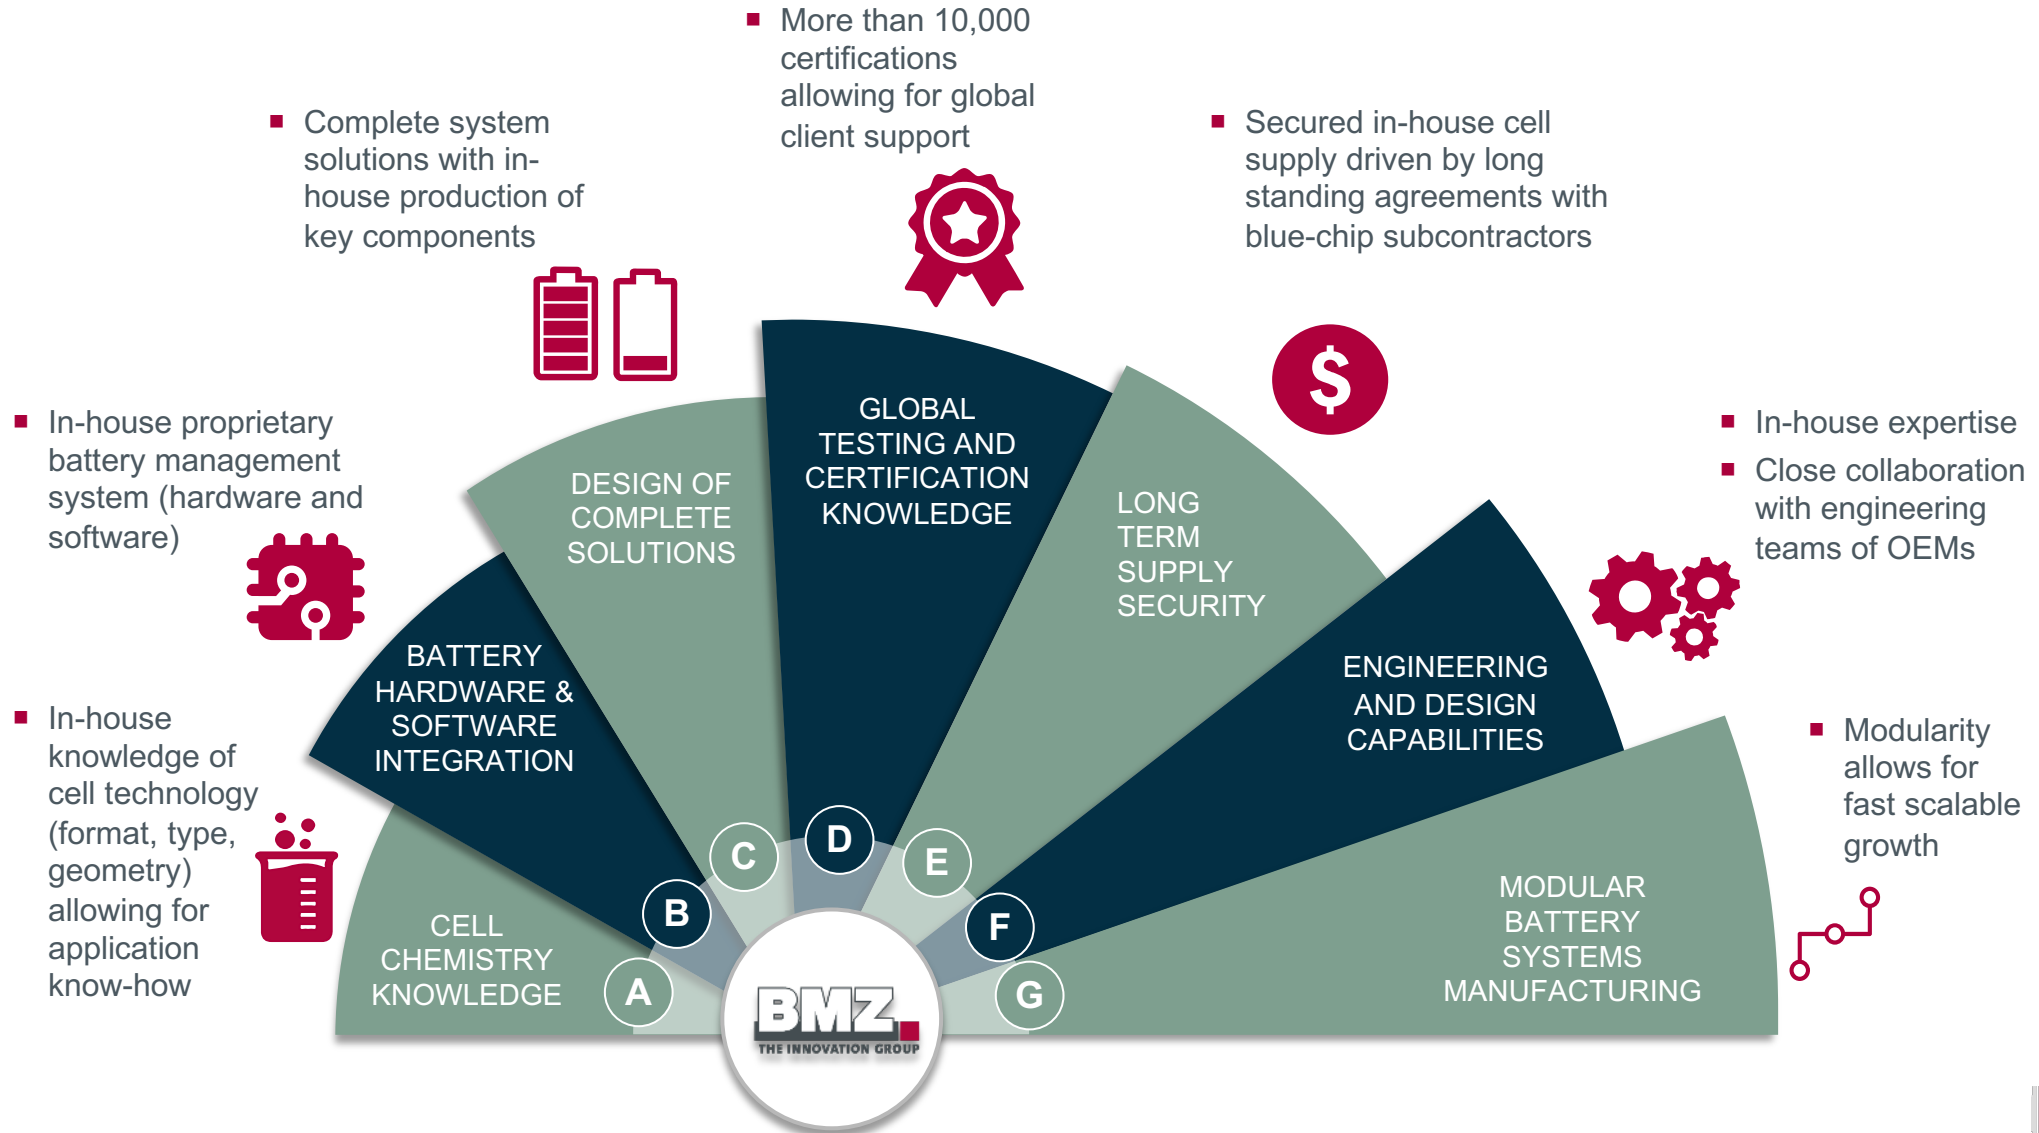 More than 10,000
certifications
allowing for global
client support
Complete system
solutions with in-
house production of
key components
Secured in-house cell
supply driven by long
standing agreements with
blue-chip subcontractors
In-house proprietary
battery management
system (hardware and
software)
In-house expertise
Close collaboration
with engineering
teams of OEMs
In-house
knowledge of
cell technology
(format, type,
geometry)
allowing for
application
know-how
Modularity
allows for
fast scalable
growth
CELL
CHEMISTRY
KNOWLEDGE
A
BATTERY
HARDWARE &
SOFTWARE
INTEGRATION
B
DESIGN OF
COMPLETE
SOLUTIONS
C
GLOBAL
TESTING AND
CERTIFICATION
KNOWLEDGE
D
LONG
TERM
SUPPLY
SECURITY
E
ENGINEERING
AND DESIGN
CAPABILITIES
F
MODULAR
BATTERY
SYSTEMS
MANUFACTURING
G
$
BMZ
THE INNOVATION GROUP